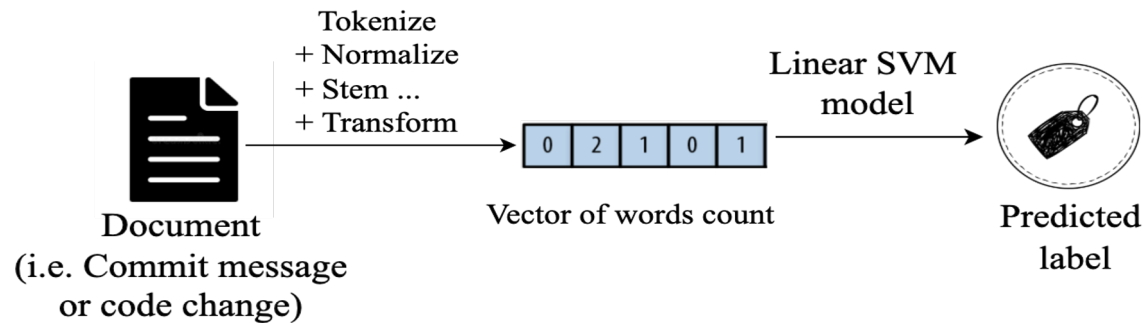 Tokenize
+ Normalize
+ Stem ...
+ Transform
Document
(i.e. Commit message
or code change)
0 2 1 0 1
Vector of words count
Linear SVM
model
Predicted
label